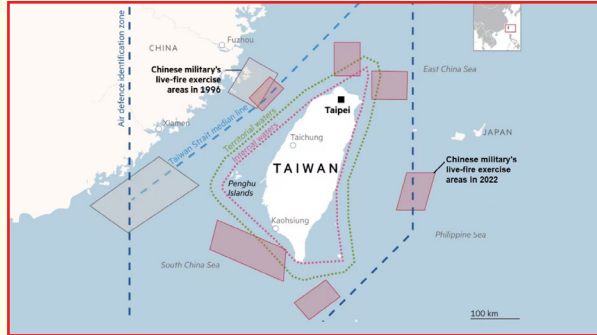 Air defence identification zone
CHINA
Fuzhou
Chinese military's
live-fire exercise
areas in 1996
East China Sea
Taipei
Xiamen
Taiwan Strait median line
Territorial waters
Internal waters
Taichung
JAPAN
TAIWAN
Chinese military's
live-fire exercise
areas in 2022
Penghu
Islands
Kaohsiung
Philippine Sea
South China Sea
100 km